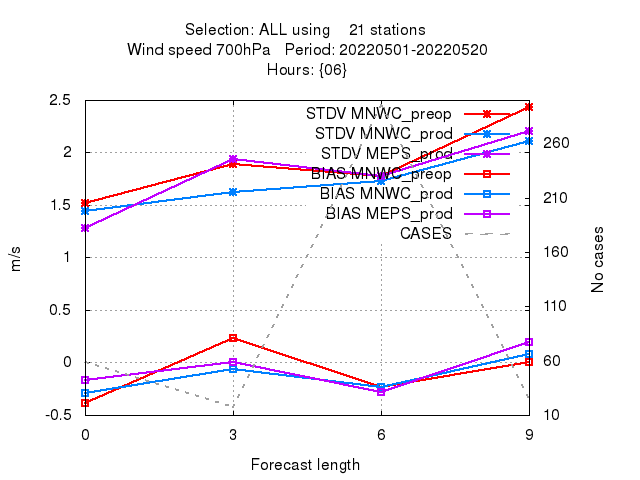 Selection: ALL using 21 stations
Wind speed 700hPa Period: 20220501-20220520
Hours: {06}
STDV MNWC_preop
STDV MNWC_prod
STDV MEPS_prod
BIAS MNWC_preop
BIAS MNWC_prod
BIAS MEPS_prod
CASES
m/s
2.5
2
1.5
1
0.5
0
-0.5
No cases
260
210
160
110
60
10
0 3 6 9
Forecast length